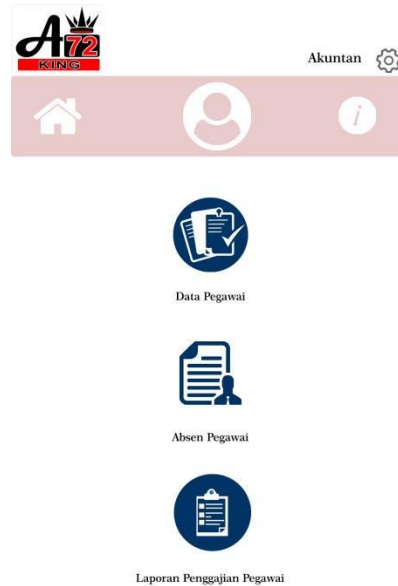 A72
KING
Akuntan
i
Data Pegawai
Absen Pegawai
Laporan Penggajian Pegawai